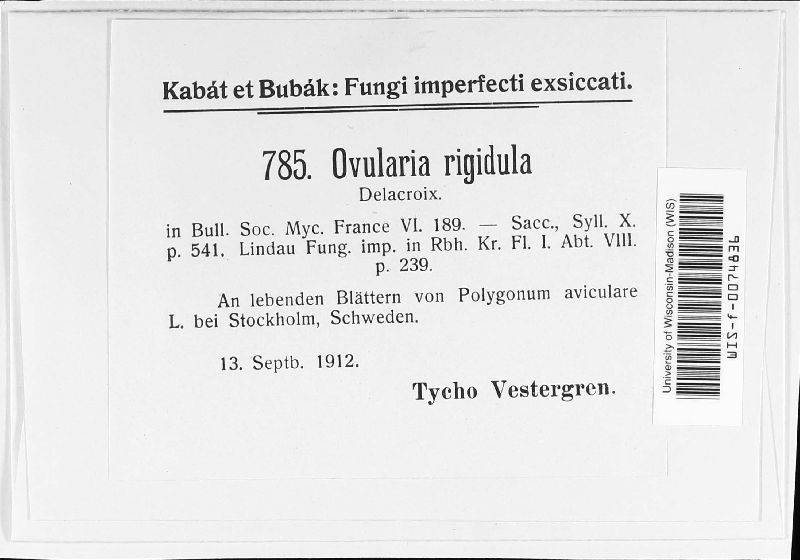 Kabát et Bubák: Fungi imperfecti exsiccati.
785. Ovularia rigidula
Delacroix.
in Bull. Soc. Myc. France VI. 189. — Sacc., Syll. X.
p. 541. Lindau Fung. imp. in Rbh. Kr. Fl. I. Abt. VIII.
p. 239.
An lebenden Blättern von Polygonum aviculare
L. bei Stockholm, Schweden.
13. Septb. 1912.
Tycho Vestergren.
University of Wisconsin-Madison (WIS)
WIS-f-0074836